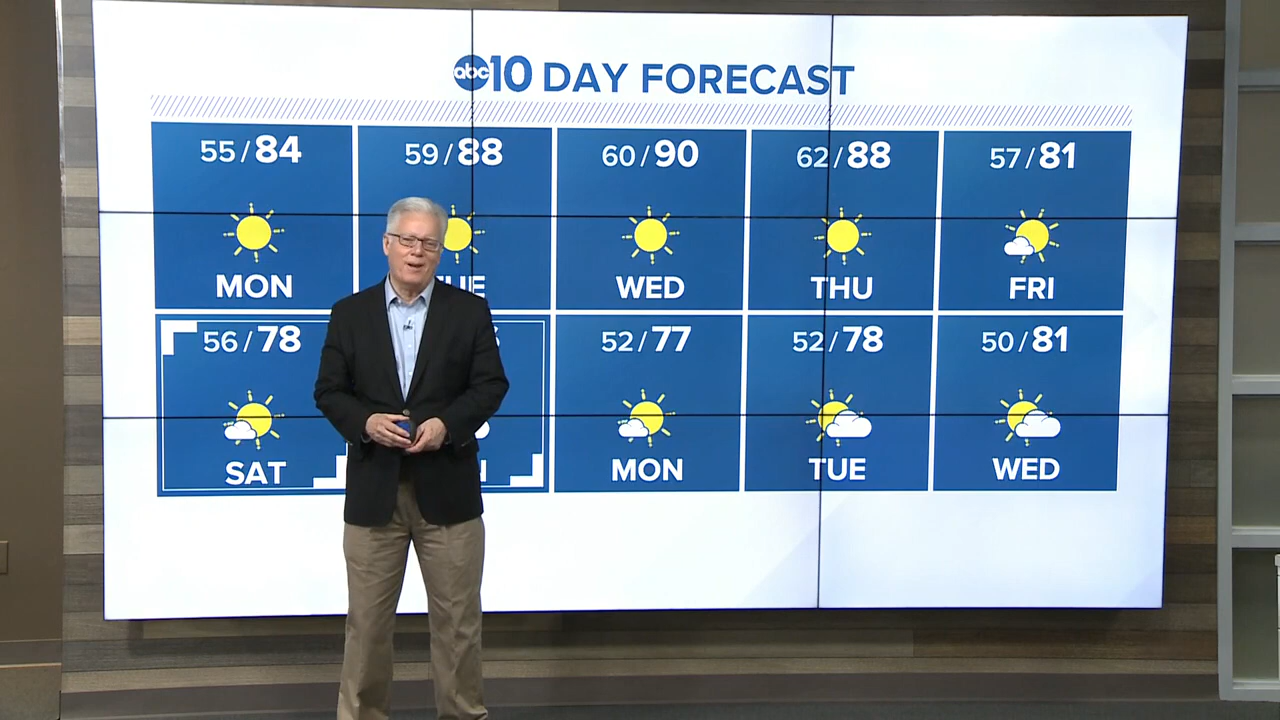 abc10 DAY FORECAST
55/84 59/88 60/90 62/88 57/81
MON TUE WED THU FRI
56/78 52/77 52/78 50/81
SAT MON TUE WED